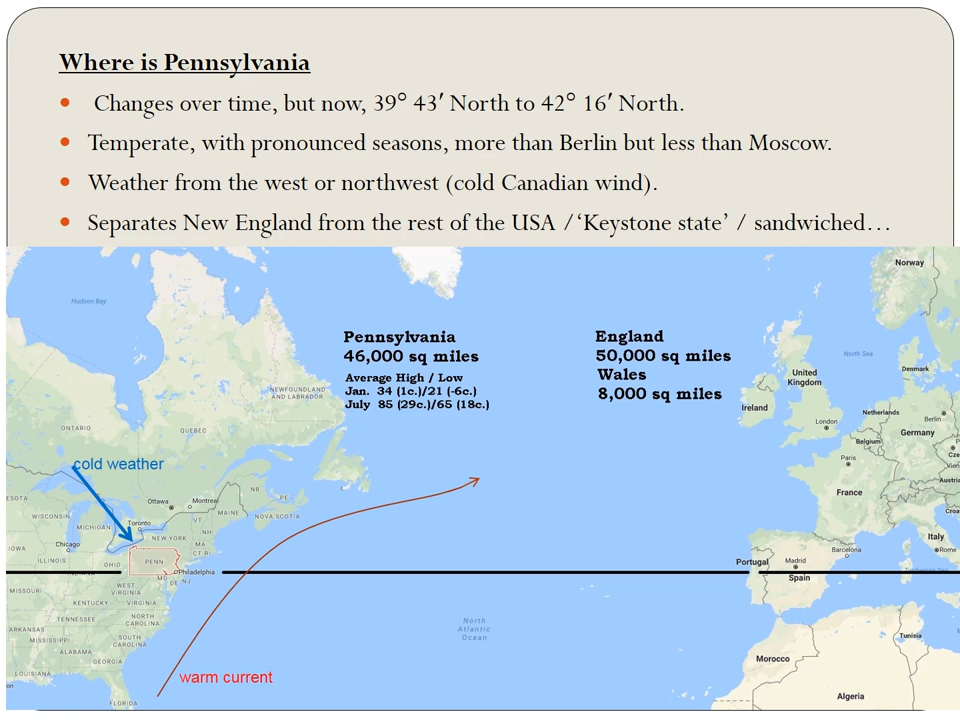 Where is Pennsylvania
Changes over time, but now, 39° 43′ North to 42° 16′ North.
Temperate, with pronounced seasons, more than Berlin but less than Moscow.
Weather from the west or northwest (cold Canadian wind).
Separates New England from the rest of the USA / ‘Keystone state’ / sandwiched…
Norway
Hudson Bay
Pennsylvania
46,000 sq miles
Average High / Low
Jan. 34 (1c.)/21 (-6c.)
July 85 (29c.)/65 (18c.)
England
50,000 sq miles
Wales
8,000 sq miles
North Sea
Denmark
United
Kingdom
Ireland
NEWFOUNDLAND
AND LABRADOR
ONTARIO
QUEBEC
Netherlands
Berlin
London
Germany
Belgium
Paris
Cze
Austria
France
Croa
cold weather
Ottawa
Montreal
NB
PE
NOVA SCOTIA
MAINE
WISCONSIN
MICHIGAN
Toronto
VT
NH
NEW YORK
MA
CT RI
Chicago
IOWA
ILLINOIS
OHIO
PENN
Philadelphia
MD
DE
NJ
Italy
Rome
Barcelona
Portugal
Madrid
Spain
MISSOURI
WEST
VIRGINIA
KENTUCKY
VIRGINIA
TENNESSEE
NORTH
CAROLINA
ARKANSAS
MISSISSIPPI
SOUTH
CAROLINA
ALABAMA
GEORGIA
LOUISIANA
FLORIDA
North
Atlantic
Ocean
warm current
Tunisia
Morocco
Algeria